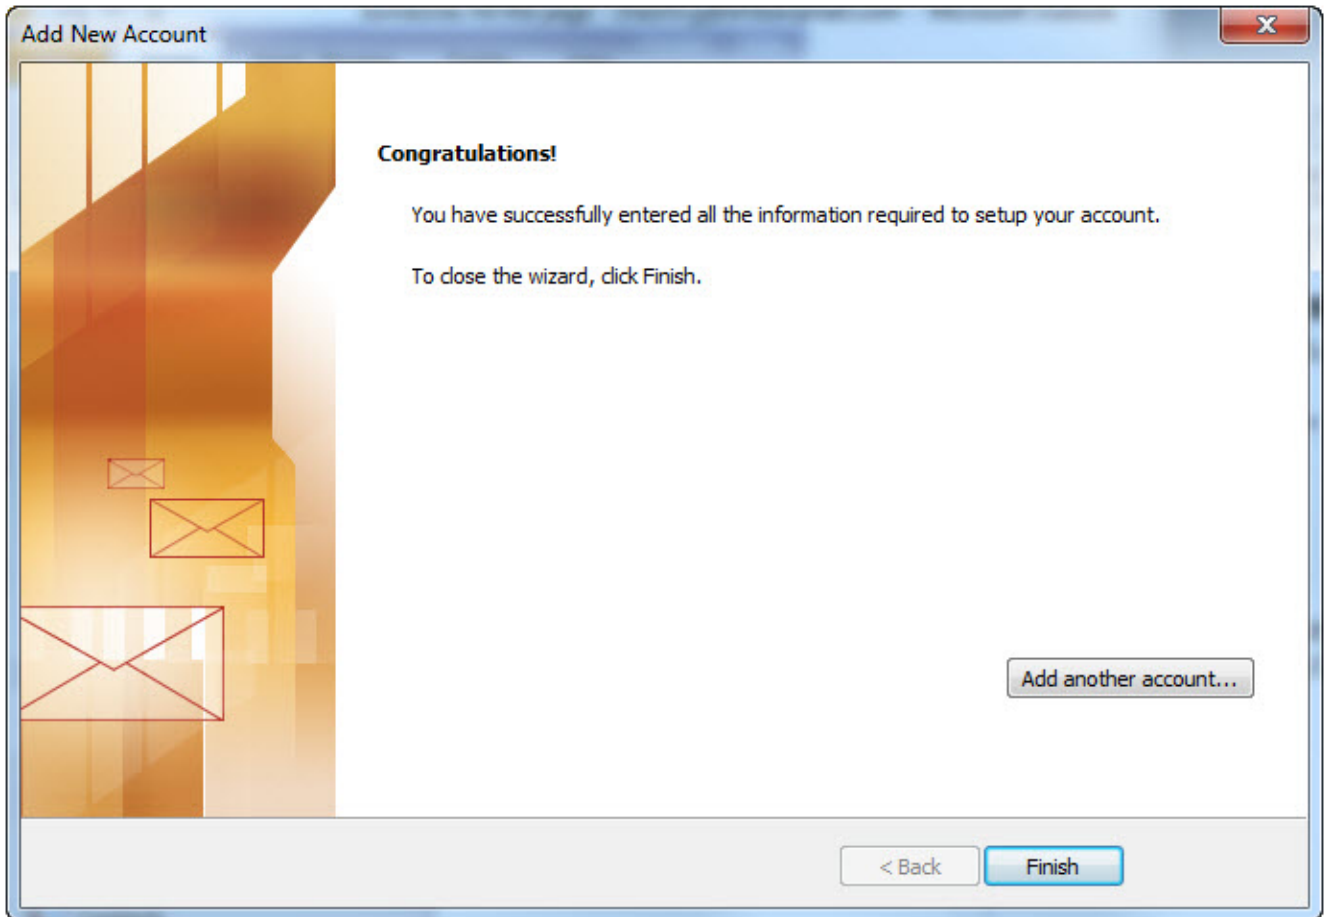 Add New Account
X
Congratulations!
You have successfully entered all the information required to setup your account.
To close the wizard, click Finish.
Add another account...
< Back
Finish